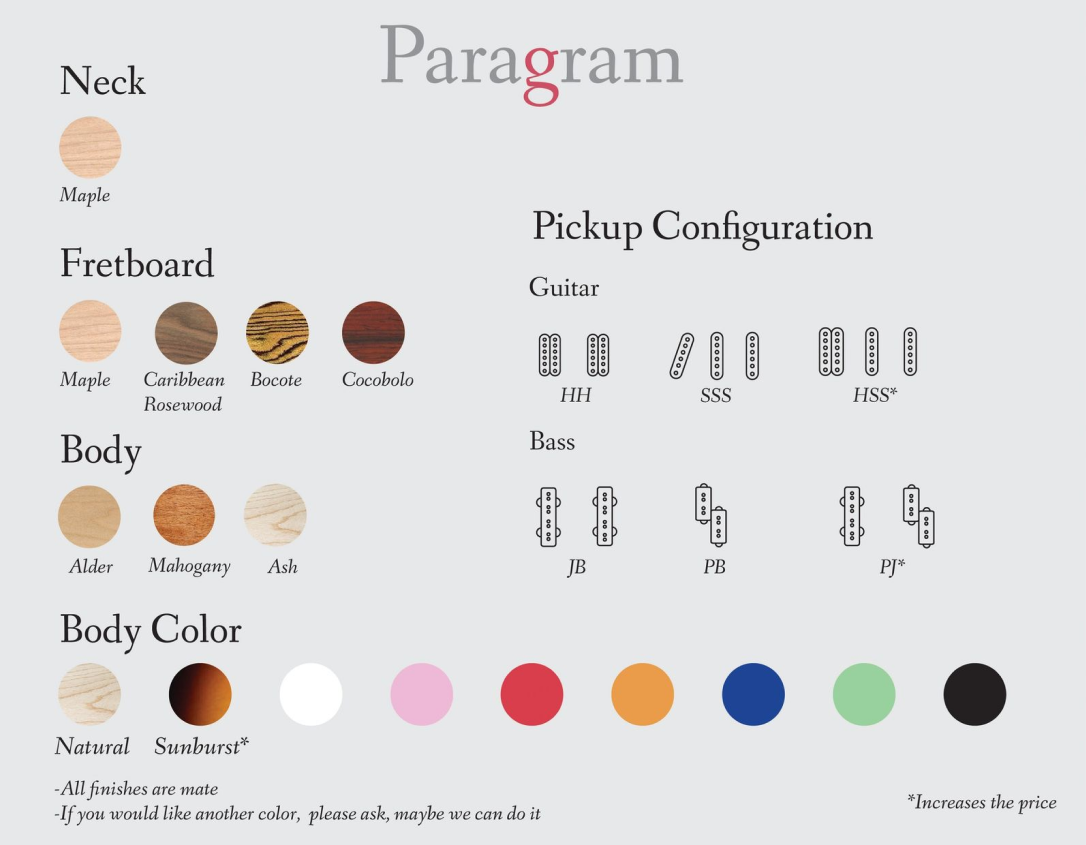 Paragram
Neck
Maple
Fretboard
Maple
Caribbean
Rosewood
Bocote
Cocobolo
Body
Alder
Mahogany
Ash
Pickup Configuration
Guitar
HH
SSS
HSS*
Bass
JB
PB
PJ*
Body Color
Natural
Sunburst*
-All finishes are mate
-If you would like another color, please ask, maybe we can do it
*Increases the price